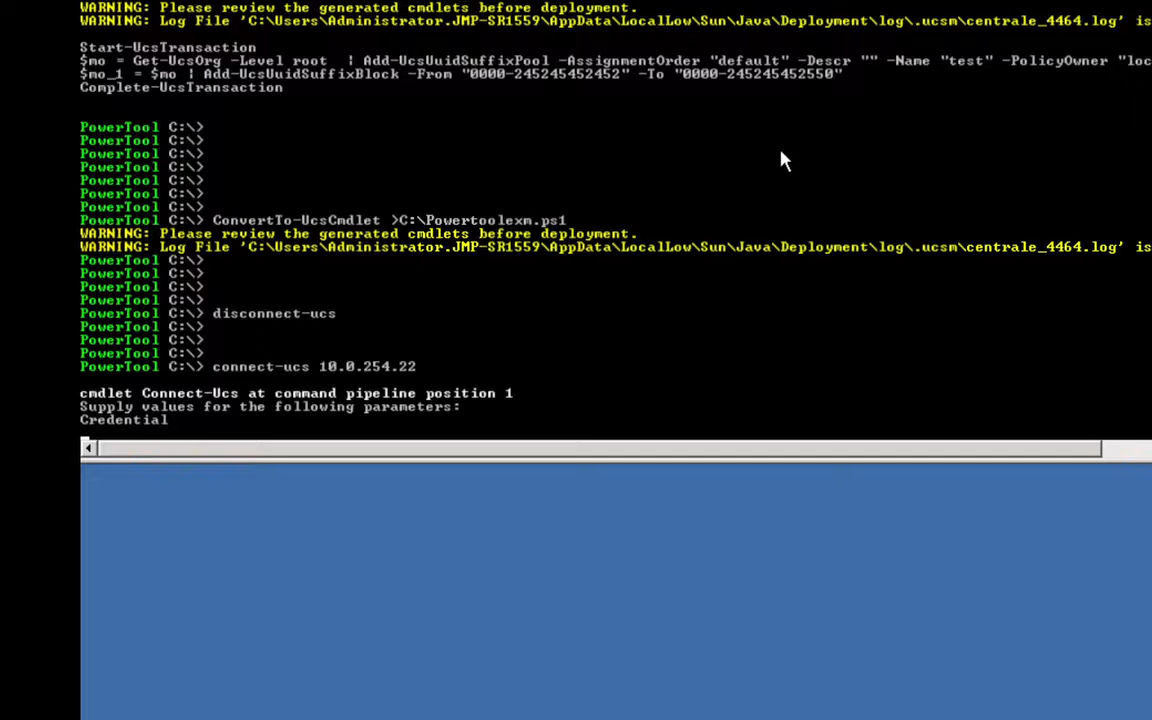 WARNING: Please review the generated cmdlets before deployment.
WARNING: Log File 'C:\Users\Administrator.JMP-SR1559\AppData\LocalLow\Sun\Java\Deployment\log\.ucsm\centrale_4464.log' is
Start-UcsTransaction
$mo = Get-UcsOrg -Level root  | Add-UcsUuidSuffixPool -AssignmentOrder "default" -Descr "" -Name "test" -PolicyOwner "loc
$mo_1 = $mo | Add-UcsUuidSuffixBlock -From "0000-245245452452" -To "0000-245245452550"
Complete-UcsTransaction
PowerTool C:\>
PowerTool C:\>
PowerTool C:\>
PowerTool C:\>
PowerTool C:\>
PowerTool C:\>
PowerTool C:\>
PowerTool C:\> ConvertTo-UcsCmdlet >C:\Powertoolexm.ps1
WARNING: Please review the generated cmdlets before deployment.
WARNING: Log File 'C:\Users\Administrator.JMP-SR1559\AppData\LocalLow\Sun\Java\Deployment\log\.ucsm\centrale_4464.log' is
PowerTool C:\>
PowerTool C:\>
PowerTool C:\>
PowerTool C:\>
PowerTool C:\> disconnect-ucs
PowerTool C:\>
PowerTool C:\>
PowerTool C:\>
PowerTool C:\> connect-ucs 10.0.254.22
cmdlet Connect-Ucs at command pipeline position 1
Supply values for the following parameters:
Credential